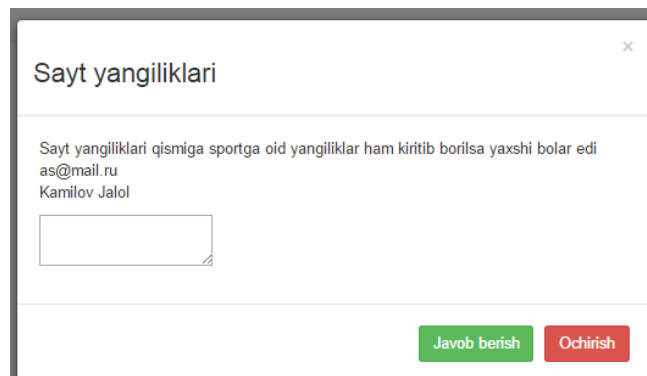 ×
Sayt yangiliklari
Sayt yangiliklari qismiga sportga oid yangiliklar ham kiritib borilsa yaxshi bolar edi
as@mail.ru
Kamilov Jalol
Javob berish
Ochirish